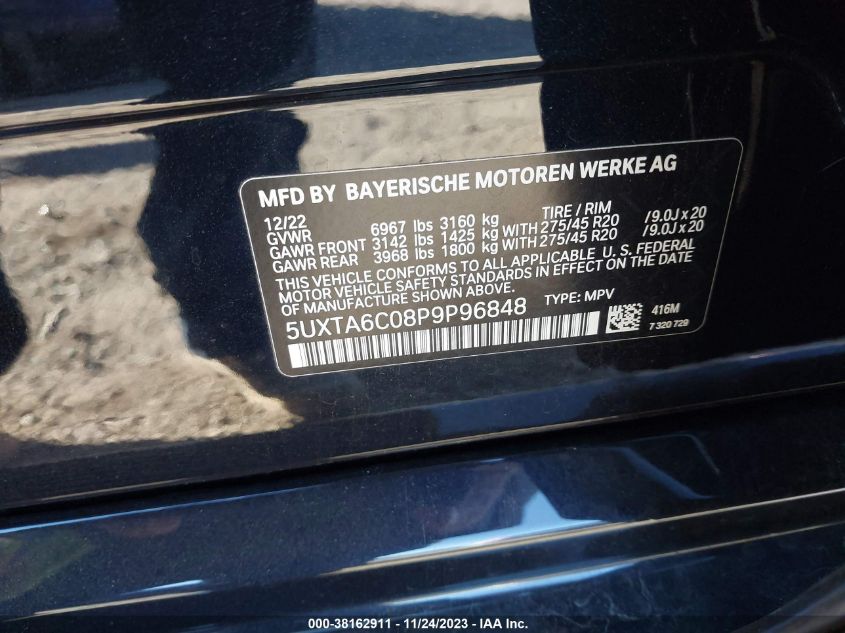 MFD BY BAYERISCHE MOTOREN WERKE AG
12/22 TIRE / RIM
GVWR 6967 lbs 3160 kg
GAWR FRONT 3142 lbs 1425 kg WITH 275/45 R20 /9.0J x 20
GAWR REAR 3968 lbs 1800 kg WITH 275/45 R20 /9.0J x 20
THIS VEHICLE CONFORMS TO ALL APPLICABLE U. S. FEDERAL
MOTOR VEHICLE SAFETY STANDARDS IN EFFECT ON THE DATE
OF MANUFACTURE SHOWN ABOVE.
5UXTA6C08P9P96848 TYPE: MPV
416M
7 320 729
000-38162911 - 11/24/2023 - IAA Inc.